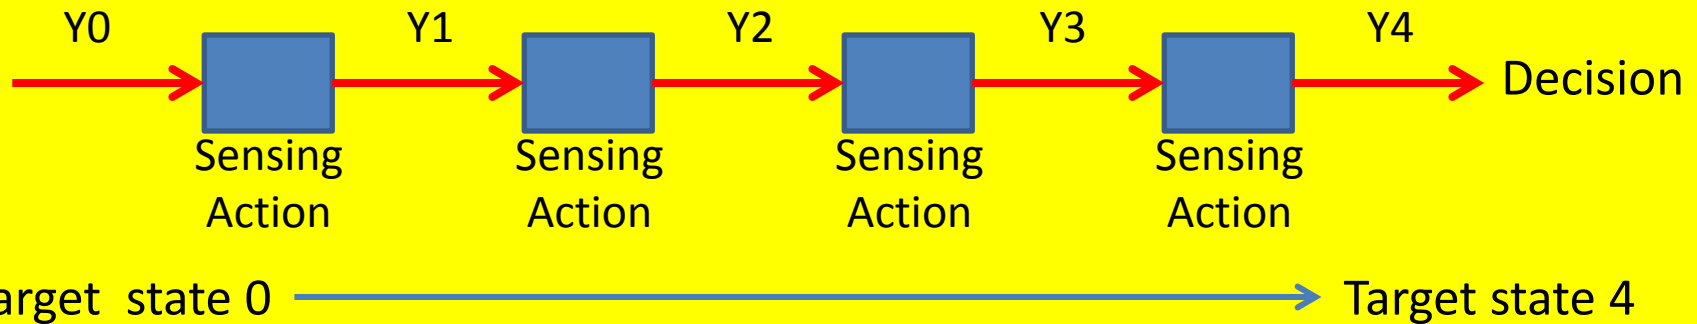 Y0 Y1 Y2 Y3 Y4
Decision
Sensing Sensing Sensing Sensing
Action Action Action Action
arget state 0 Target state 4